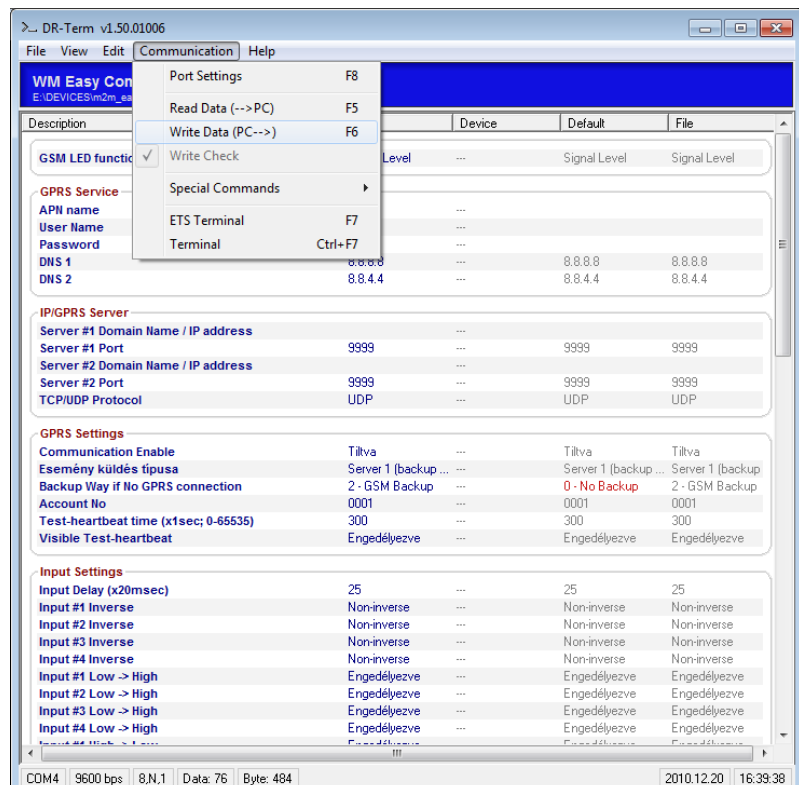 DR-Term v1.50.01006
File View Edit Communication Help
WM Easy Con
E:\DEVICES\m2m_ea
Port Settings F8
Read Data (-->PC) F5
Write Data (PC-->) F6
Write Check
Special Commands
ETS Terminal F7
Terminal Ctrl+F7
Description Device Default File
GSM LED functio Level --- Signal Level Signal Level
GPRS Service
APN name ---
User Name ---
Password ---
DNS 1 8.8.8.8 --- 8.8.8.8 8.8.8.8
DNS 2 8.8.4.4 --- 8.8.4.4 8.8.4.4
IP/GPRS Server
Server #1 Domain Name / IP address ---
Server #1 Port 9999 --- 9999 9999
Server #2 Domain Name / IP address ---
Server #2 Port 9999 --- 9999 9999
TCP/UDP Protocol UDP --- UDP UDP
GPRS Settings
Communication Enable Tiltva --- Tiltva Tiltva
Esemény küldés típusa Server 1 (backup ... --- Server 1 (backup ... Server 1 (backup
Backup Way if No GPRS connection 2 - GSM Backup --- 0 - No Backup 2 - GSM Backup
Account No 0001 --- 0001 0001
Test-heartbeat time (x1sec; 0-65535) 300 --- 300 300
Visible Test-heartbeat Engedélyezve --- Engedélyezve Engedélyezve
Input Settings
Input Delay (x20msec) 25 --- 25 25
Input #1 Inverse Non-inverse --- Non-inverse Non-inverse
Input #2 Inverse Non-inverse --- Non-inverse Non-inverse
Input #3 Inverse Non-inverse --- Non-inverse Non-inverse
Input #4 Inverse Non-inverse --- Non-inverse Non-inverse
Input #1 Low -> High Engedélyezve --- Engedélyezve Engedélyezve
Input #2 Low -> High Engedélyezve --- Engedélyezve Engedélyezve
Input #3 Low -> High Engedélyezve --- Engedélyezve Engedélyezve
Input #4 Low -> High Engedélyezve --- Engedélyezve Engedélyezve
COM4 9600 bps 8,N,1 Data: 76 Byte: 484 2010.12.20 16:39:38